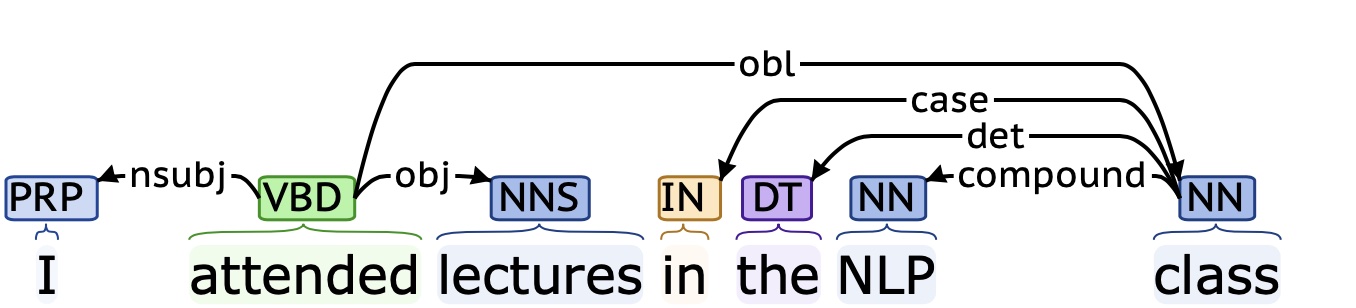 obl
case
det
nsubj obj compound
PRP VBD NNS IN DT NN NN
I attended lectures in the NLP class